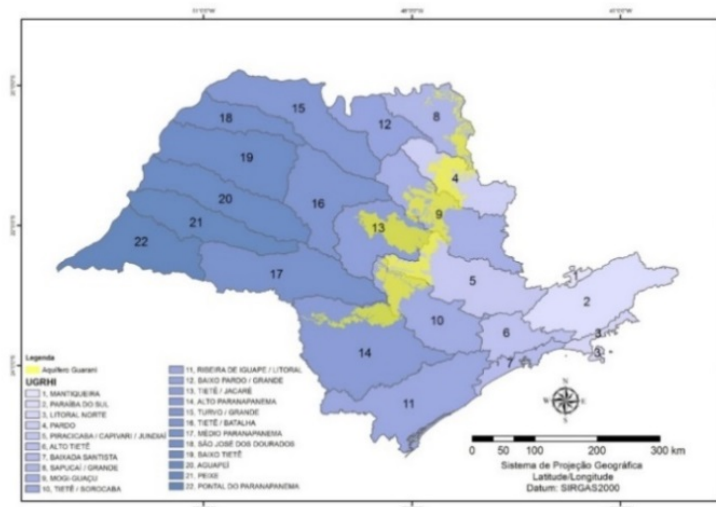 15
8
12
18
4
19
9
20
16
13
21
22
5
17
1
2
10
6
3
3
14
7
11
Legenda
Aquífero Guarani
UGRHI
1, MANTIQUEIRA
2, PARAÍBA DO SUL
3, LITORAL NORTE
4, PARDO
5, PIRACICABA / CAPIVARI / JUNDIAÍ
6, ALTO TIETÊ
7, BAIXADA SANTISTA
8, SAPUCAÍ / GRANDE
9, MOGI-GUAÇU
10, TIETÊ / SOROCABA
11, RIBEIRA DE IGUAPE / LITORAL
12, BAIXO PARDO / GRANDE
13, TIETÊ / JACARÉ
14, ALTO PARANAPANEMA
15, TURVO / GRANDE
16, TIETÊ / BATALHA
17, MÉDIO PARANAPANEMA
18, SÃO JOSÉ DOS DOURADOS
19, BAIXO TIETÊ
20, AGUAPEÍ
21, PEIXE
22, PONTAL DO PARANAPANEMA
N
W E
S
0 50 100 200 300 km
Sistema de Projeção Geográfica
Latitude/Longitude
Datum: SIRGAS2000